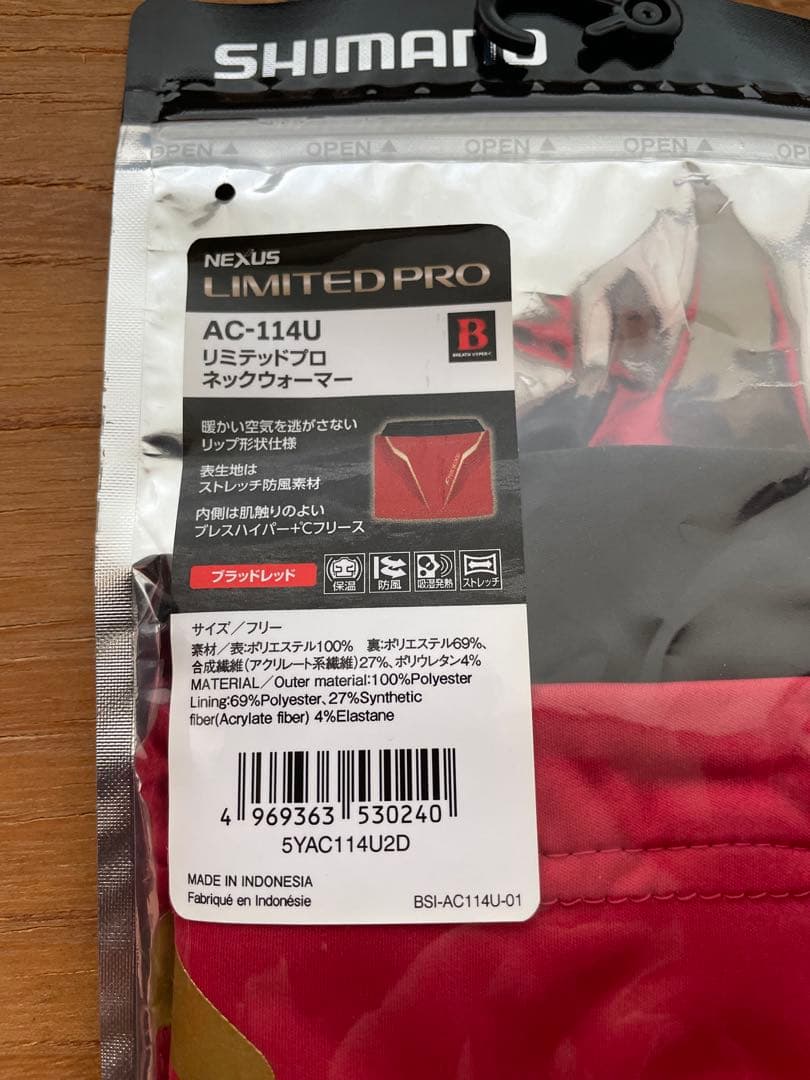 SHIMANO
OPEN▲ OPEN▲ OPEN▲ OPEN▲ OP
NEXUS
LIMITED PRO
AC-114U
リミテッドプロ
ネックウォーマー
B
BREATH HYPER+℃
暖かい空気を逃がさない
リップ形状仕様
表生地は
ストレッチ防風素材
内側は肌触りのよい
ブレスハイパー+℃フリース
ブラッドレッド
保温 防風 吸湿発熱 ストレッチ
サイズ/フリー
素材/表:ポリエステル100% 裏:ポリエステル69%、
合成繊維(アクリレート系繊維)27%、ポリウレタン4%
MATERIAL/Outer material:100%Polyester
Lining:69%Polyester、27%Synthetic
fiber(Acrylate fiber) 4%Elastane
4 969363 530240
5YAC114U2D
MADE IN INDONESIA
Fabriqué en Indonésie
BSI-AC114U-01